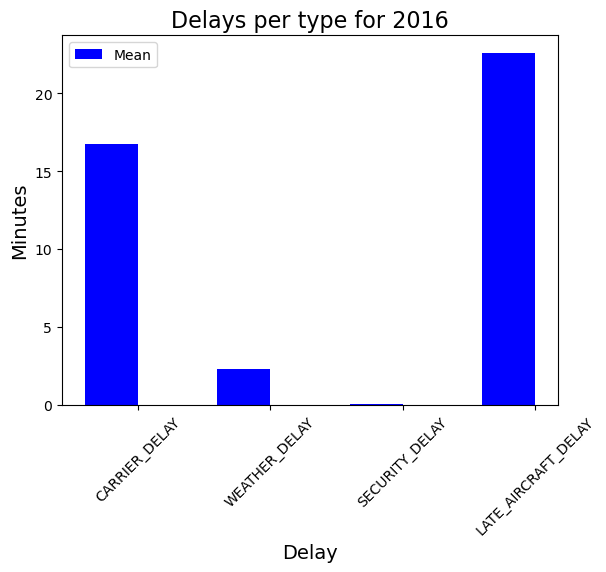 Delays per type for 2016
Mean
Minutes
20
15
10
5
0
CARRIER_DELAY
WEATHER_DELAY
SECURITY_DELAY
LATE_AIRCRAFT_DELAY
Delay